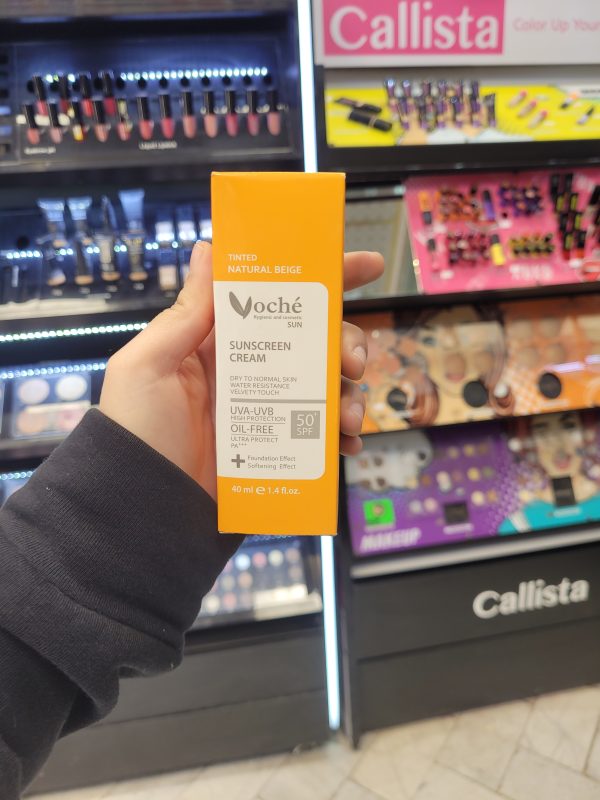 Callista
Color Up Your
TINTED
NATURAL BEIGE
Voché
Hygienic and cosmetic
SUN
SUNSCREEN
CREAM
DRY TO NORMAL SKIN
WATER RESISTANCE
VELVETY TOUCH
UVA-UVB
HIGH PROTECTION
OIL-FREE
ULTRA PROTECT
PA+++
50+
SPF
+ Foundation Effect
Softening Effect
40 ml e 1.4 fl.oz.
MAKEUP
Callista